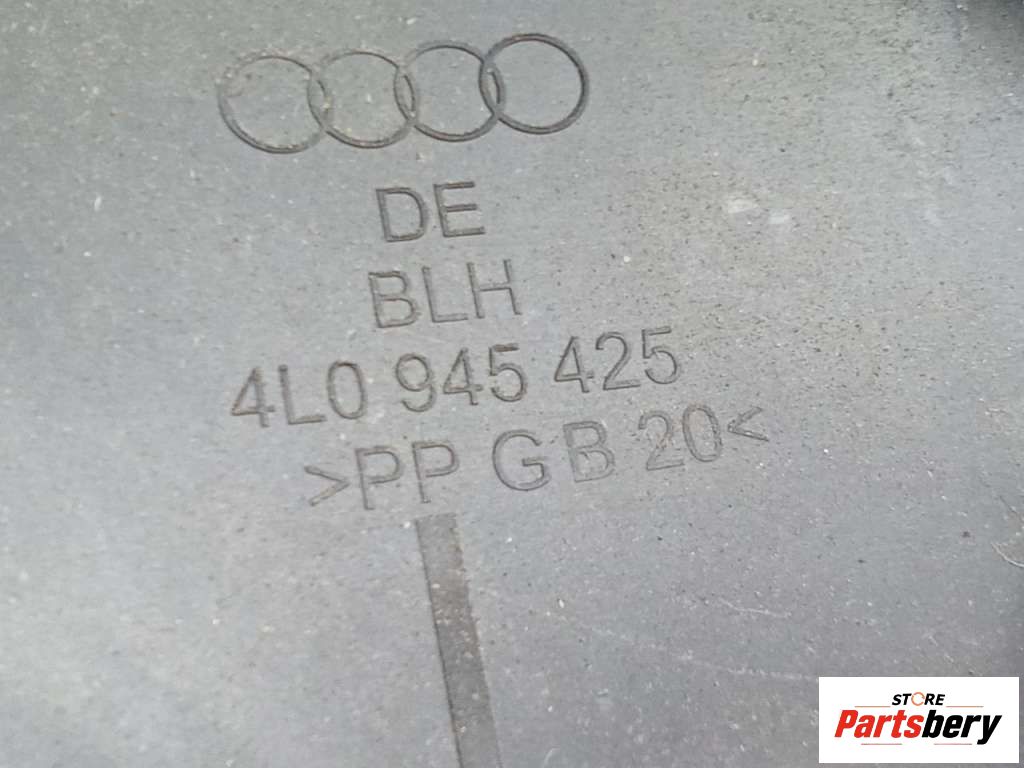 DE
BLH
4L0 945 425
>PP GB 20<
STORE
Partsbery